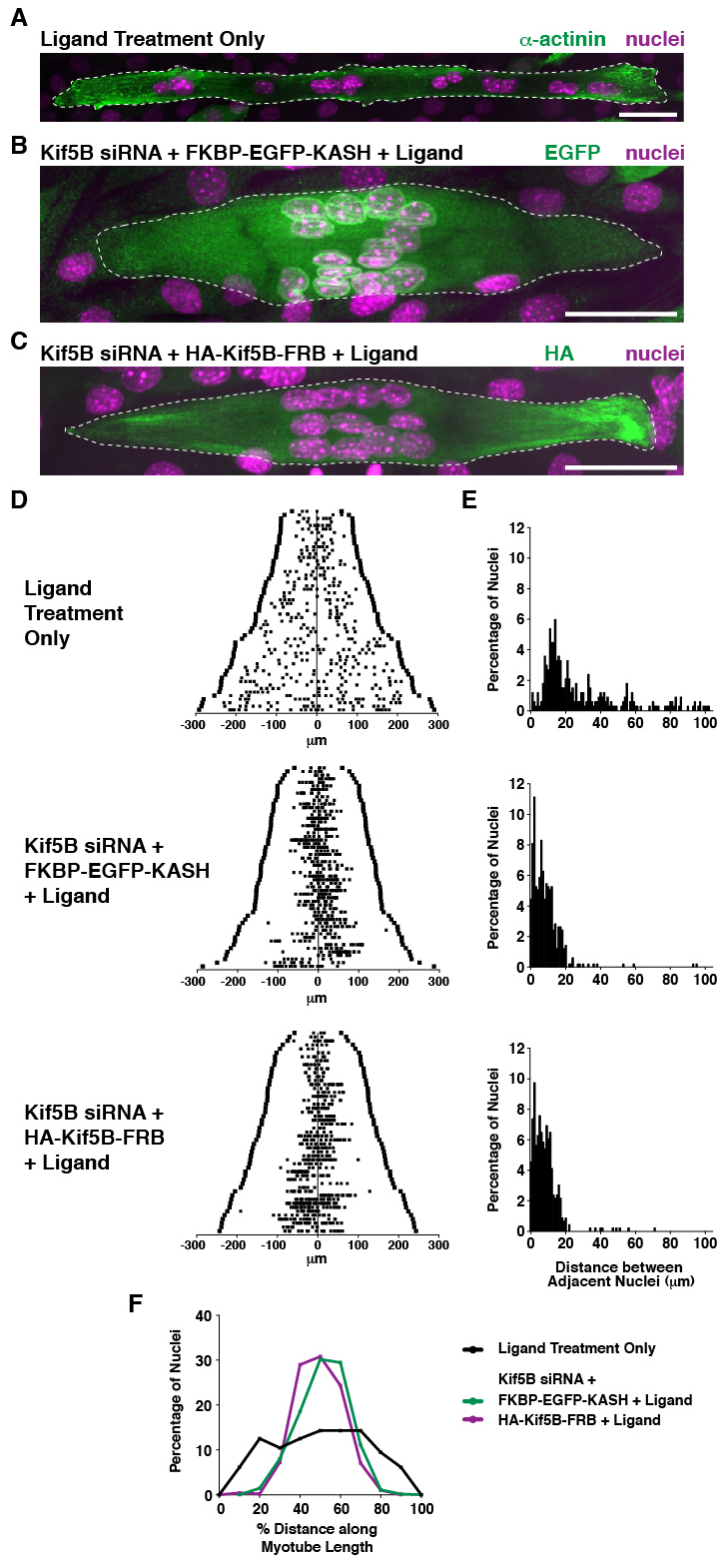 A
Ligand Treatment Only α-actinin nuclei
B
Kif5B siRNA + FKBP-EGFP-KASH + Ligand EGFP nuclei
C
Kif5B siRNA + HA-Kif5B-FRB + Ligand HA nuclei
D
Ligand
Treatment
Only
-300 -200 -100 0 100 200 300
μm
Kif5B siRNA +
FKBP-EGFP-KASH
+ Ligand
-300 -200 -100 0 100 200 300
μm
Kif5B siRNA +
HA-Kif5B-FRB
+ Ligand
-300 -200 -100 0 100 200 300
μm
E
Percentage of Nuclei
12
10
8
6
4
2
0
0 20 40 60 80 100
Percentage of Nuclei
12
10
8
6
4
2
0
0 20 40 60 80 100
Percentage of Nuclei
12
10
8
6
4
2
0
0 20 40 60 80 100
Distance between
Adjacent Nuclei (μm)
F
Percentage of Nuclei
40
30
20
10
0
0 20 40 60 80 100
% Distance along
Myotube Length
Ligand Treatment Only
Kif5B siRNA +
FKBP-EGFP-KASH + Ligand
HA-Kif5B-FRB + Ligand